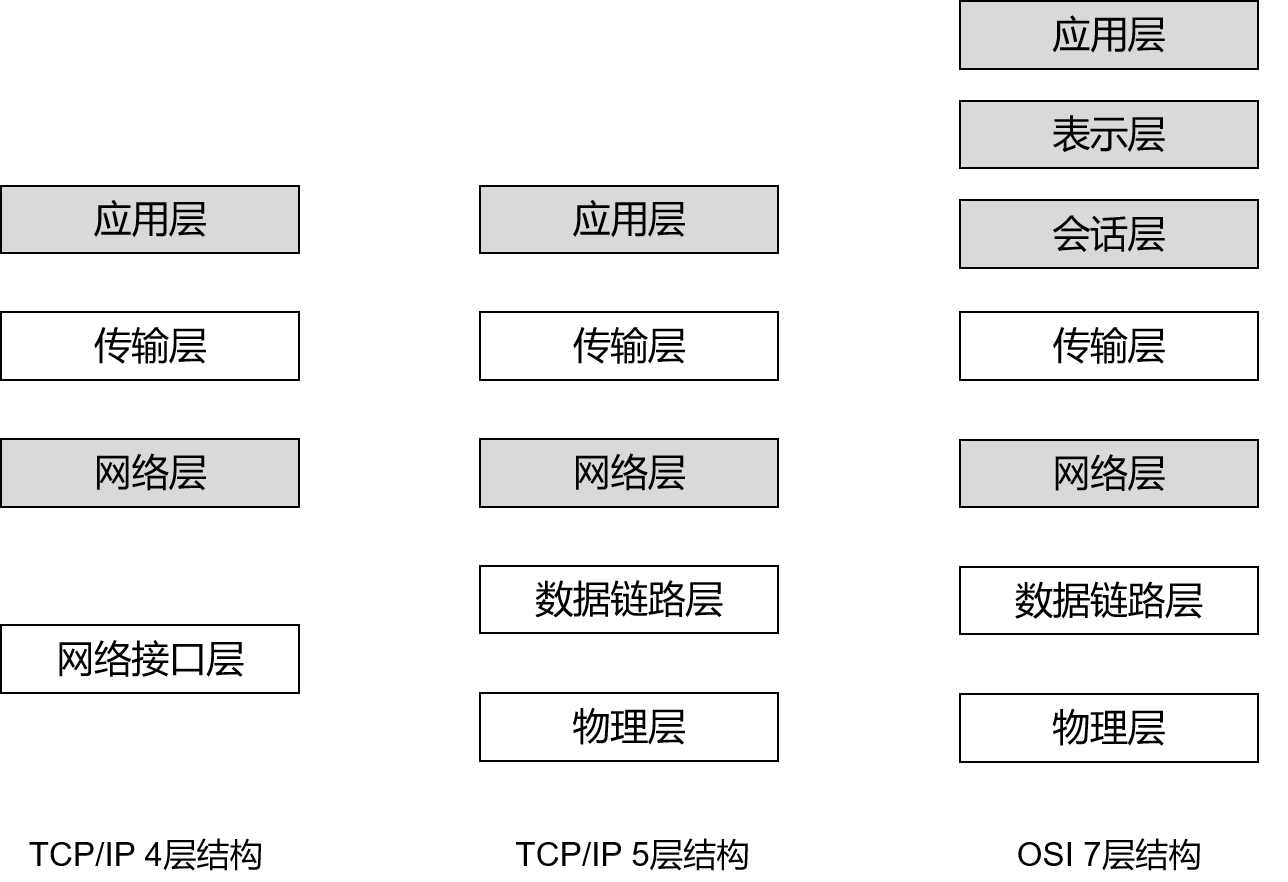 应用层
传输层
网络层
网络接口层
TCP/IP 4层结构
应用层
传输层
网络层
数据链路层
物理层
TCP/IP 5层结构
应用层
表示层
会话层
传输层
网络层
数据链路层
物理层
OSI 7层结构